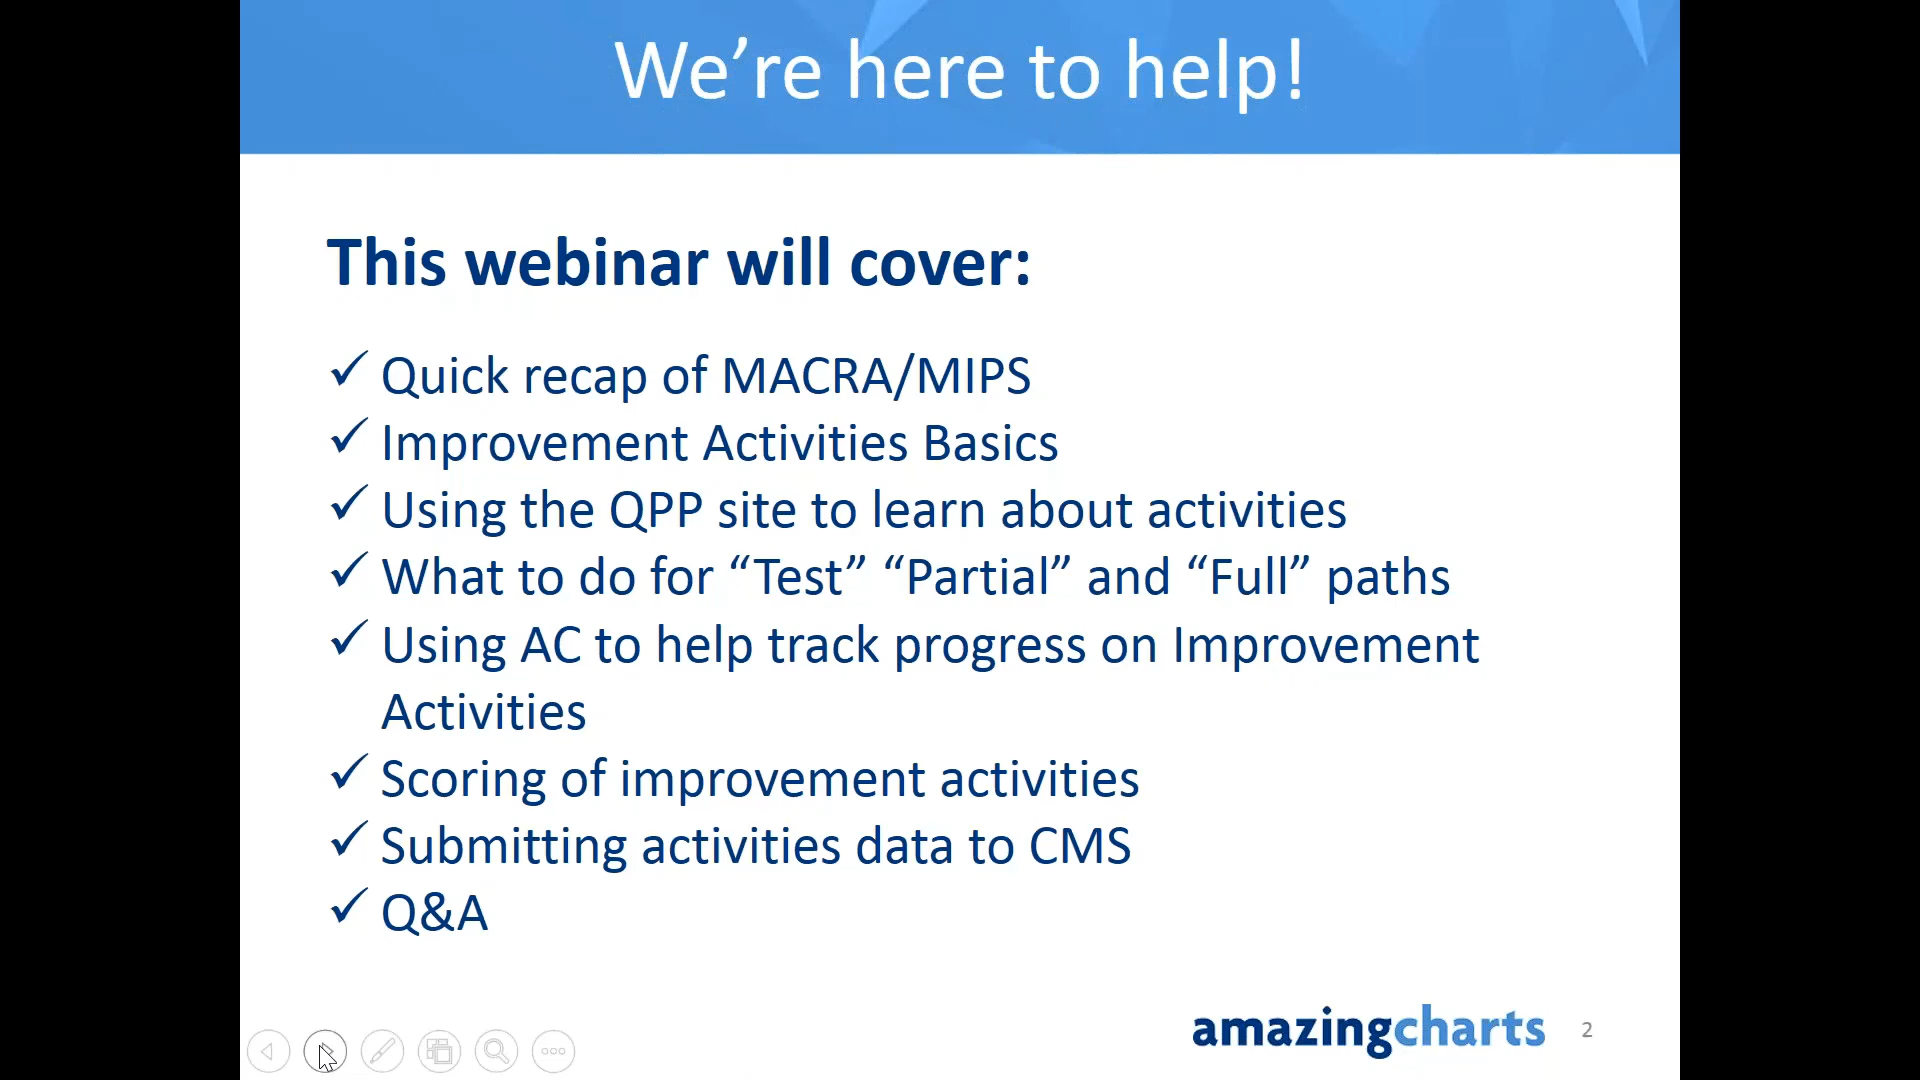 We’re here to help!
This webinar will cover:
✓ Quick recap of MACRA/MIPS
✓ Improvement Activities Basics
✓ Using the QPP site to learn about activities
✓ What to do for “Test” “Partial” and “Full” paths
✓ Using AC to help track progress on Improvement
Activities
✓ Scoring of improvement activities
✓ Submitting activities data to CMS
✓ Q&A
amazingcharts 2